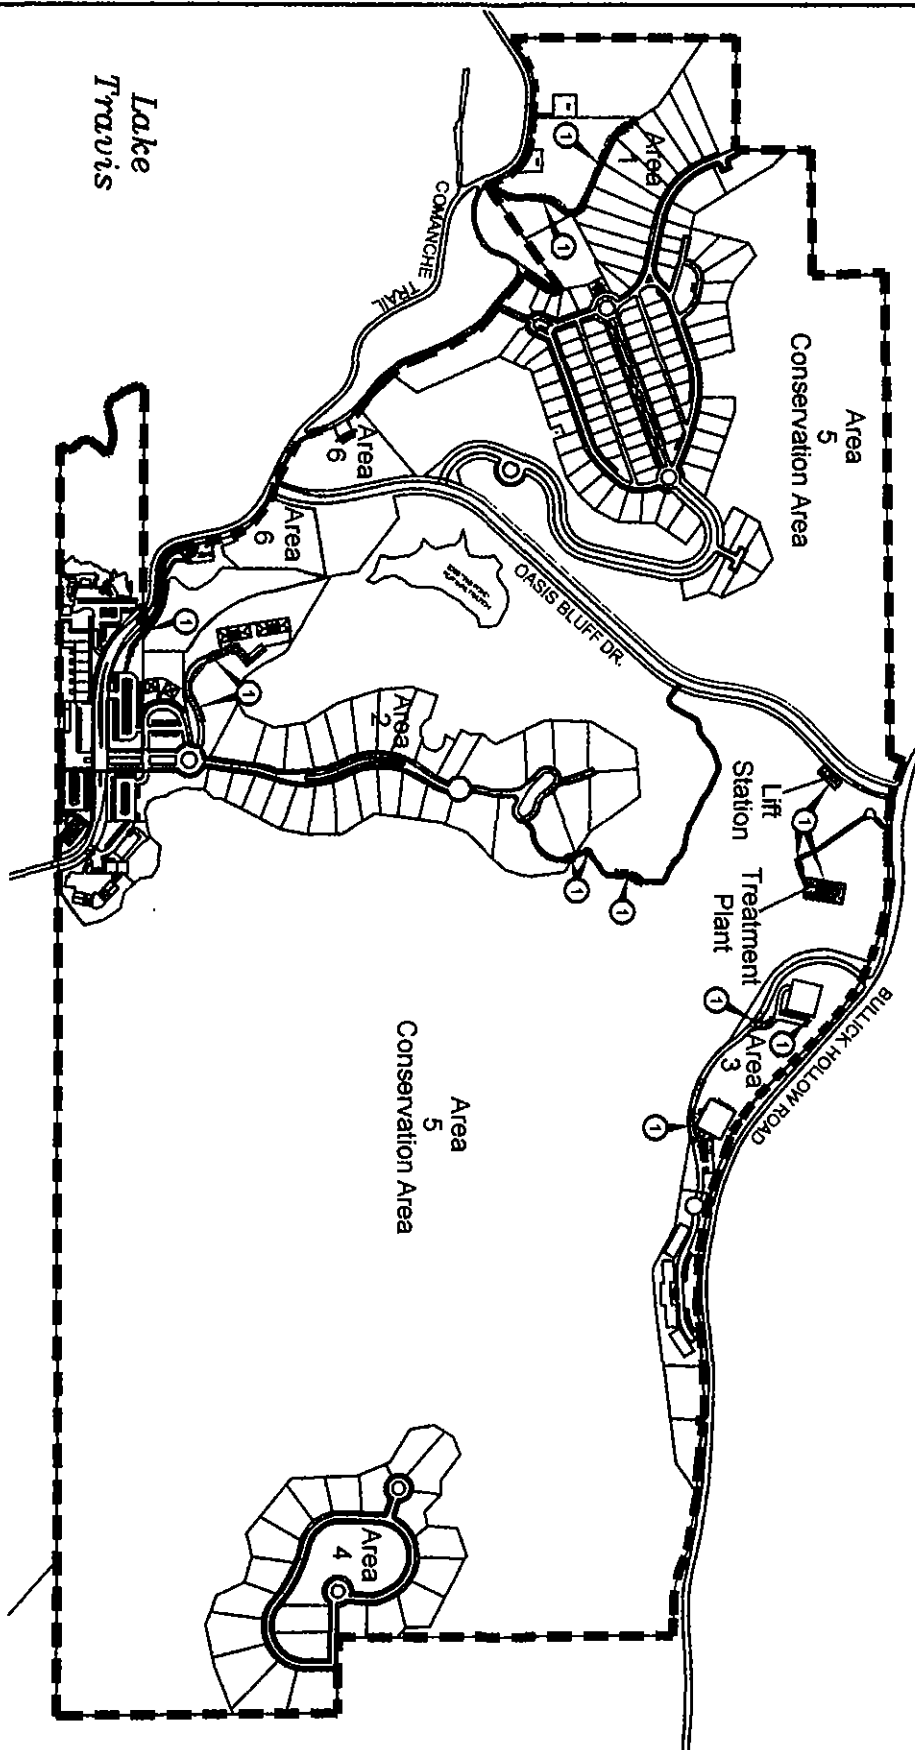 Lake
Travis
COMANCHE TRAIL
Area
1
1
1
Area
5
Conservation Area
Area
6
Area
6
OASIS BLUFF DR.
1
1
Area
2
Lift
Station
1
1
Treatment
Plant
1
1
1
1
Area
3
1
BULLICK HOLLOW ROAD
Area
5
Conservation Area
Area
4